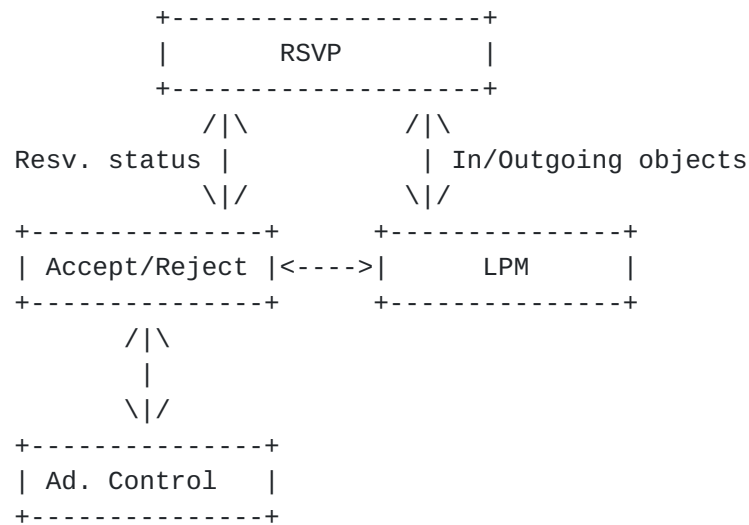 RSVP
Resv. status In/Outgoing objects
Accept/Reject <----> LPM
Ad. Control